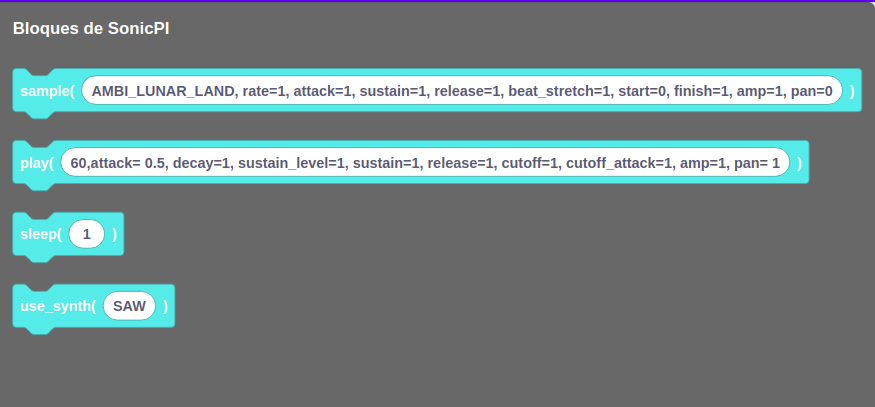 Bloques de SonicPI
sample( AMBI_LUNAR_LAND, rate=1, attack=1, sustain=1, release=1, beat_stretch=1, start=0, finish=1, amp=1, pan=0 )
play( 60,attack= 0.5, decay=1, sustain_level=1, sustain=1, release=1, cutoff=1, cutoff_attack=1, amp=1, pan= 1 )
sleep( 1 )
use_synth( SAW )